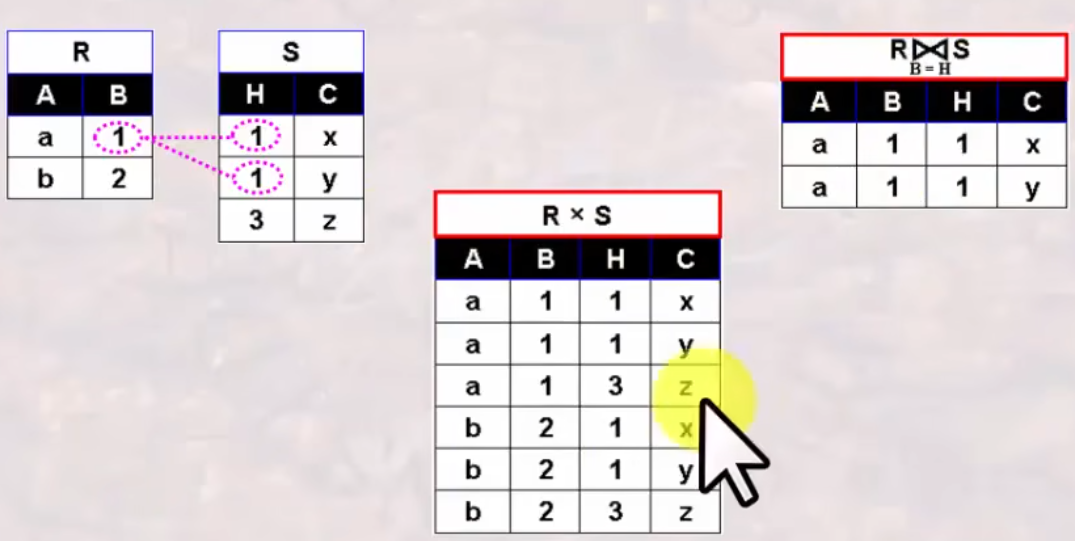 R
A B
a 1
b 2
S
H C
1 x
1 y
3 z
R × S
A B H C
a 1 1 x
a 1 1 y
a 1 3 z
b 2 1 x
b 2 1 y
b 2 3 z
R⋈S
B = H
A B H C
a 1 1 x
a 1 1 y